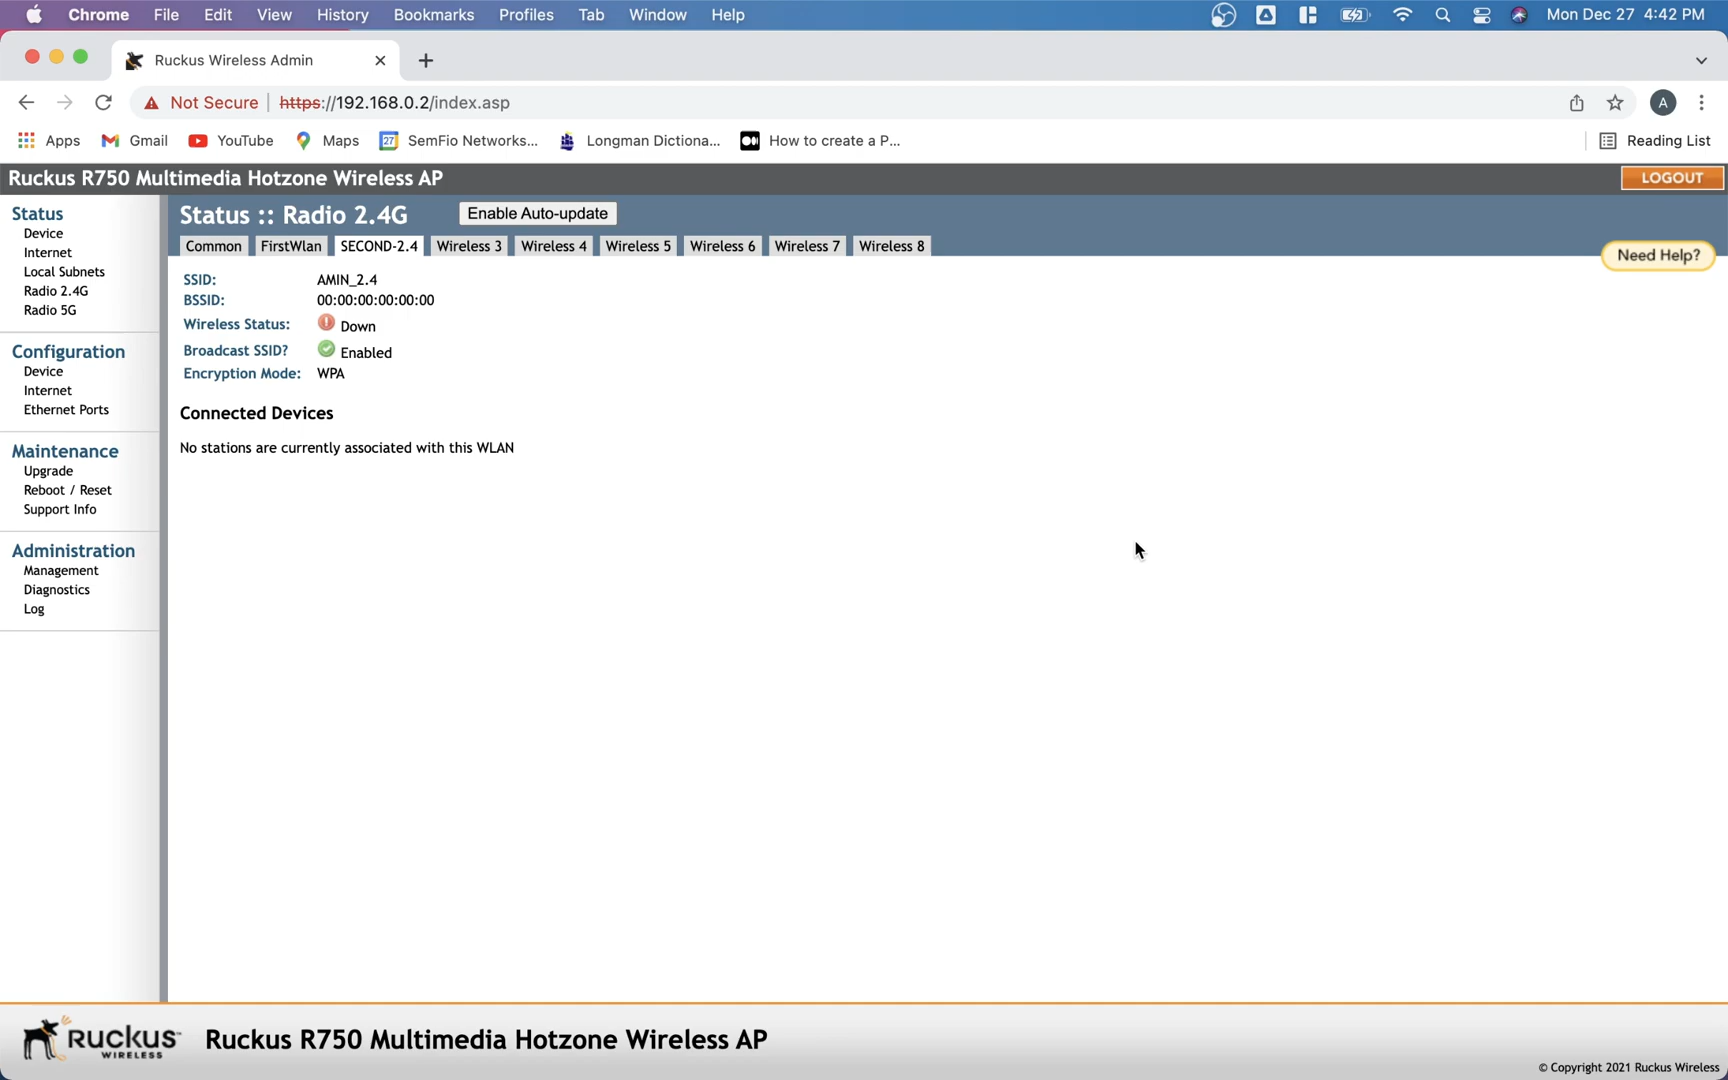 Chrome File Edit View History Bookmarks Profiles Tab Window Help Mon Dec 27 4:42 PM
Ruckus Wireless Admin
Not Secure https://192.168.0.2/index.asp A
Apps Gmail YouTube Maps 27 SemFio Networks... Longman Dictiona... How to create a P... Reading List
Ruckus R750 Multimedia Hotzone Wireless AP LOGOUT
Status
Device
Internet
Local Subnets
Radio 2.4G
Radio 5G
Configuration
Device
Internet
Ethernet Ports
Maintenance
Upgrade
Reboot / Reset
Support Info
Administration
Management
Diagnostics
Log
Status :: Radio 2.4G Enable Auto-update
Common FirstWlan SECOND-2.4 Wireless 3 Wireless 4 Wireless 5 Wireless 6 Wireless 7 Wireless 8
Need Help?
SSID: AMIN_2.4
BSSID: 00:00:00:00:00:00
Wireless Status: Down
Broadcast SSID? Enabled
Encryption Mode: WPA
Connected Devices
No stations are currently associated with this WLAN
RUCKUS WIRELESS
Ruckus R750 Multimedia Hotzone Wireless AP
© Copyright 2021 Ruckus Wireless